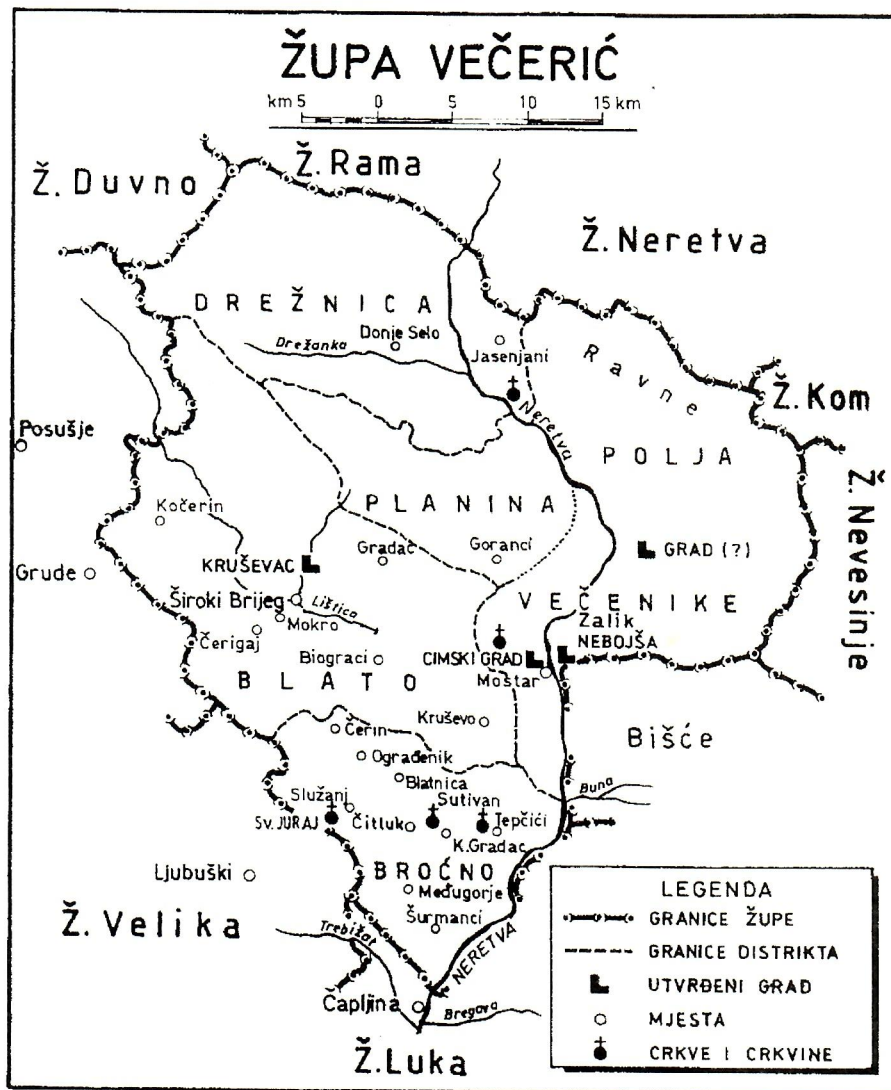 ŽUPA VEČERIĆ
km 5 0 5 10 15 km
Ž. Duvno
Ž. Rama
Ž. Neretva
DREŽNICA
Donje Selo
Drežanka
Jasenjani
Ravne
Neretva
Ž. Kom
Posušje
POLJA
Kočerin
PLANINA
Ž. Nevesinje
KRUŠEVAC
Gradac
Goranci
GRAD (?)
Grude
Široki Brijeg
Lištica
VEČENIKE
Mokro
Zalik
Čerigaj
NEBOJŠA
Biograci
CIMSKI GRAD
Mostar
BLATO
Kruševo
Čerin
Bišće
Ograđenik
Blatnica
Buna
Služanj
Sutivan
Sv. JURAJ
Čitluk
Tepčići
K. Gradac
Ljubuški
BROĆNO
Međugorje
Šurmanci
Ž. Velika
Trebižat
NERETVA
Čapljina
Bregava
Ž. Luka
LEGENDA
GRANICE ŽUPE
GRANICE DISTRIKTA
UTVRĐENI GRAD
MJESTA
CRKVE I CRKVINE